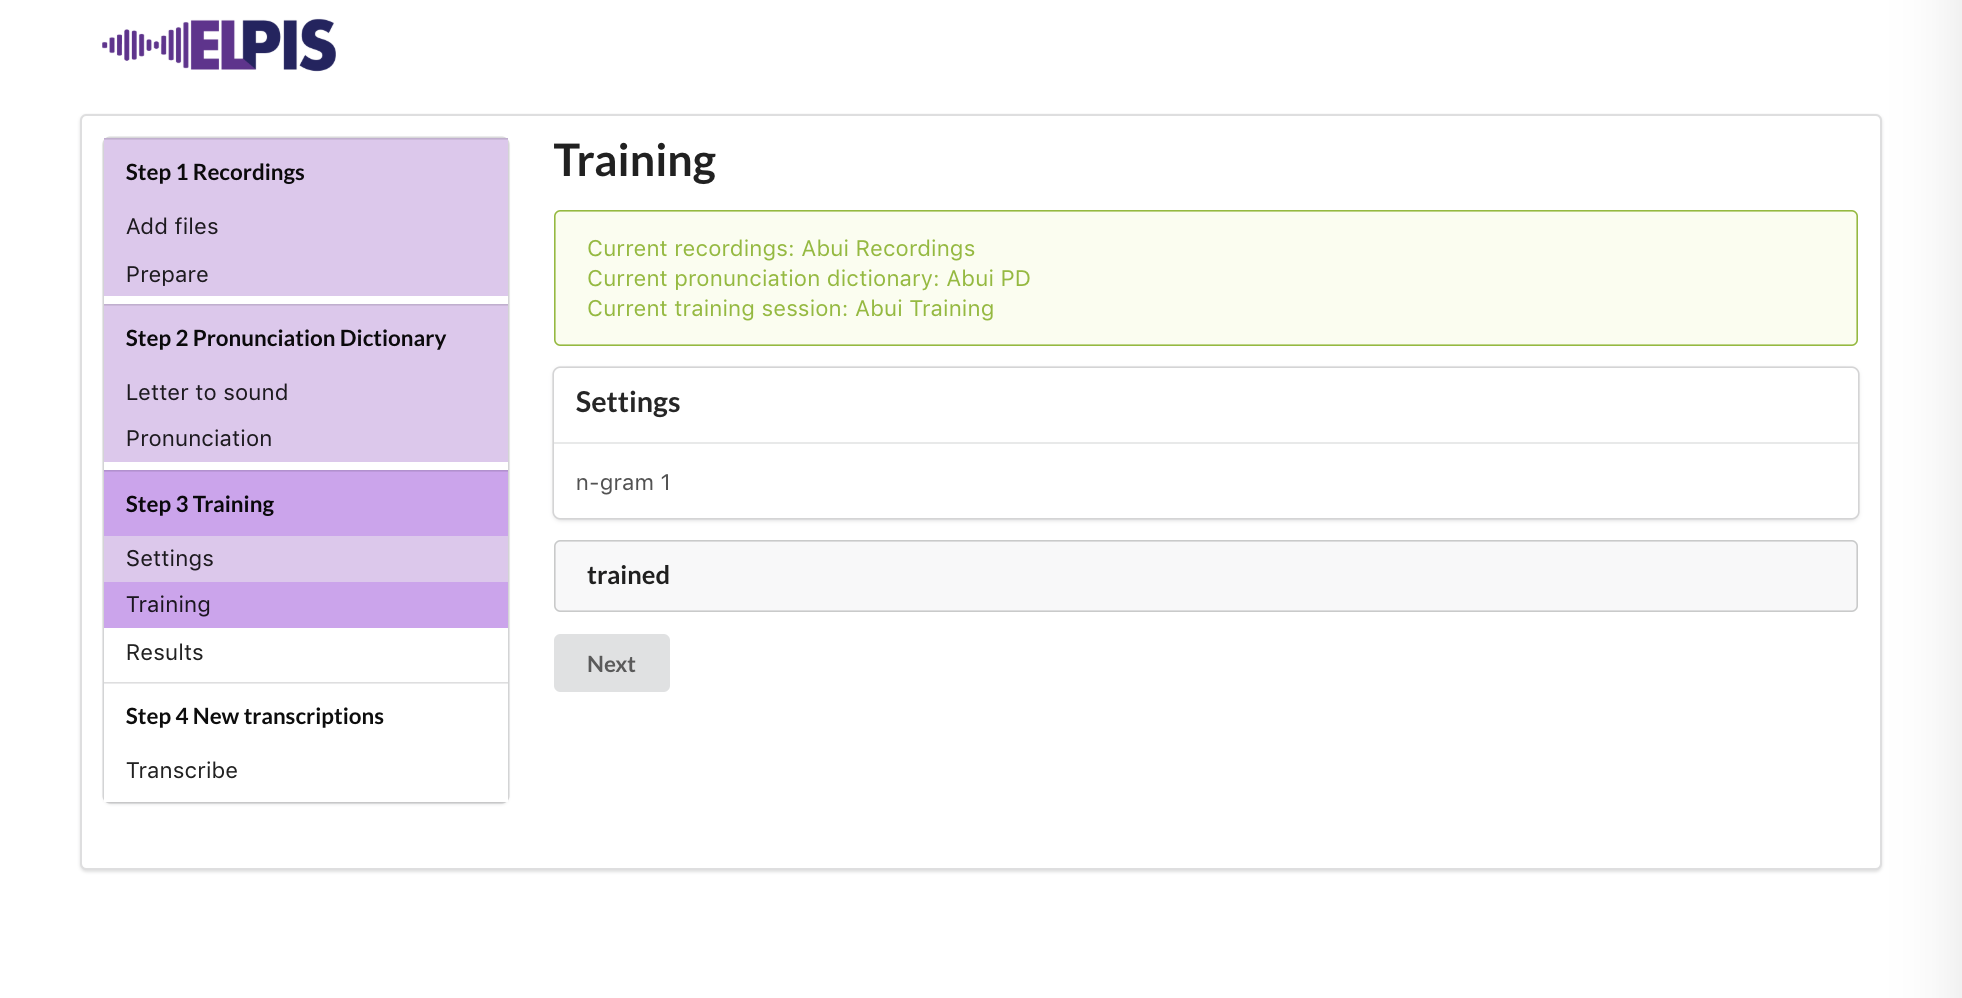 ELPIS
Step 1 Recordings
Add files
Prepare
Step 2 Pronunciation Dictionary
Letter to sound
Pronunciation
Step 3 Training
Settings
Training
Results
Step 4 New transcriptions
Transcribe
Training
Current recordings: Abui Recordings
Current pronunciation dictionary: Abui PD
Current training session: Abui Training
Settings
n-gram 1
trained
Next